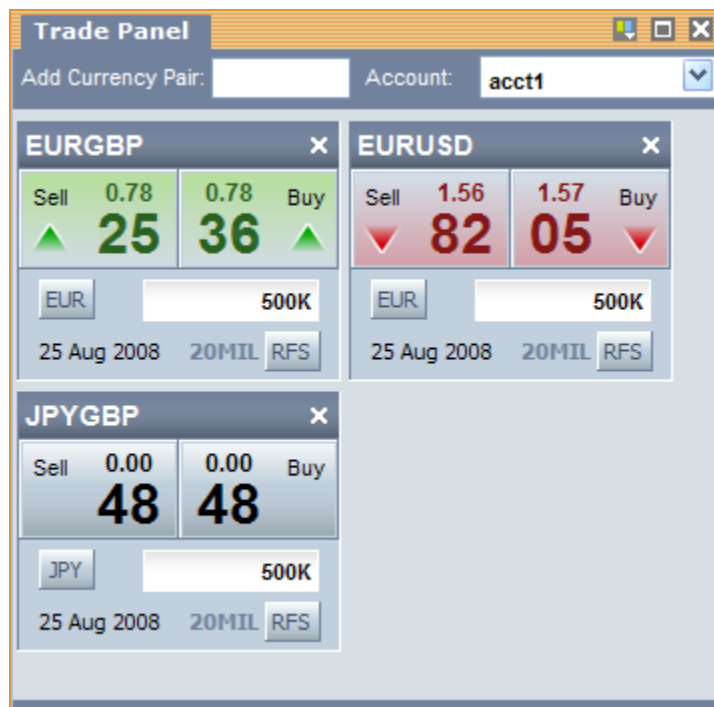 Trade Panel
Add Currency Pair: Account: acct1
EURGBP
Sell 0.78 25 0.78 36 Buy
EUR 500K
25 Aug 2008 20MIL RFS
EURUSD
Sell 1.56 82 1.57 05 Buy
EUR 500K
25 Aug 2008 20MIL RFS
JPYGBP
Sell 0.00 48 0.00 48 Buy
JPY 500K
25 Aug 2008 20MIL RFS